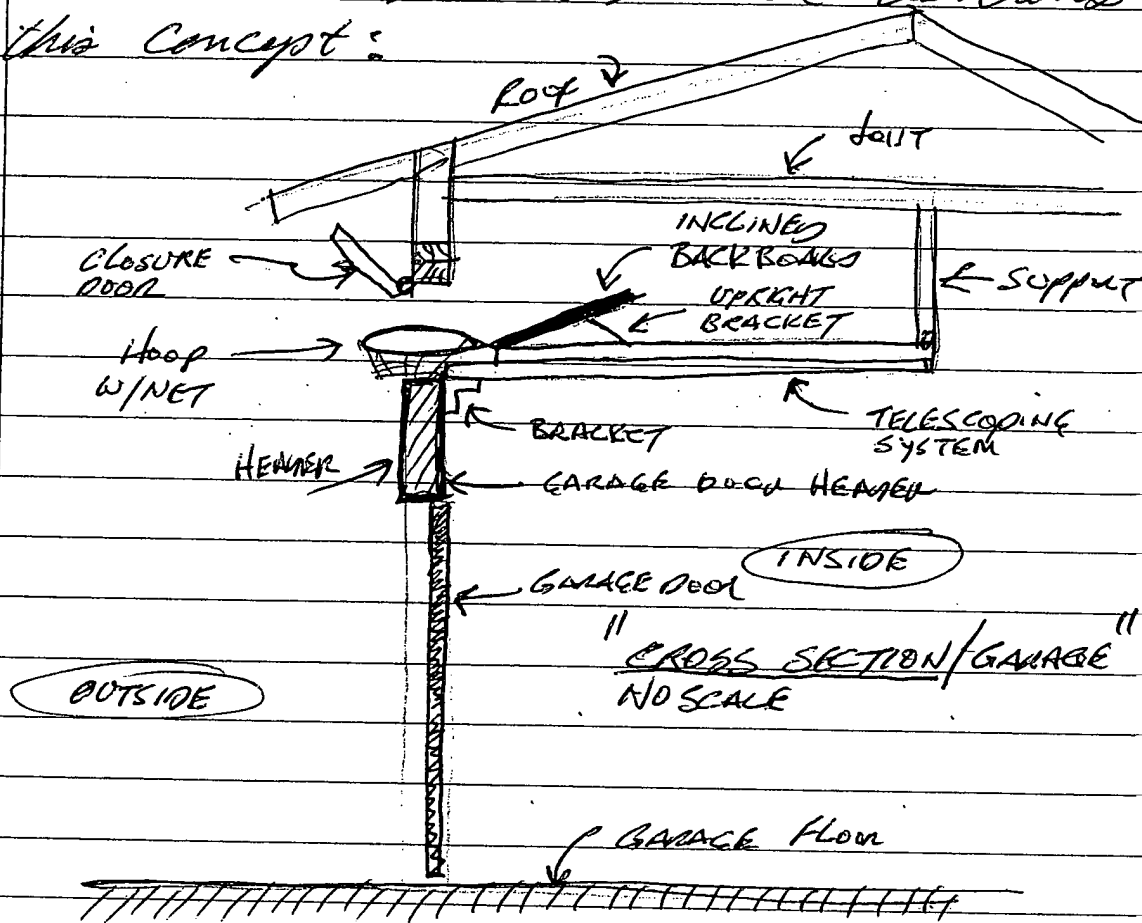 this Concept:
ROOF
JOIST
INCLINED
BACKBOARD
CLOSURE
DOOR
SUPPORT
UPRIGHT
BRACKET
HOOP
W/NET
TELESCOPING
SYSTEM
BRACKET
HEADER
GARAGE DOOR HEADER
INSIDE
GARAGE DOOR
"CROSS SECTION/GARAGE"
NO SCALE
OUTSIDE
GARAGE FLOOR